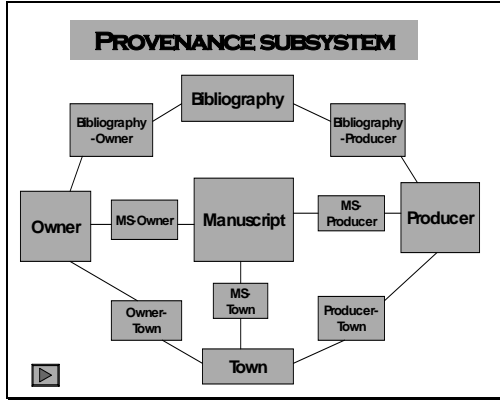 PROVENANCE SUBSYSTEM
Bibliography
Bibliography
-Owner
Bibliography
-Producer
Owner
MS-Owner
Manuscript
MS-
Producer
Producer
MS-
Town
Owner-
Town
Producer-
Town
Town